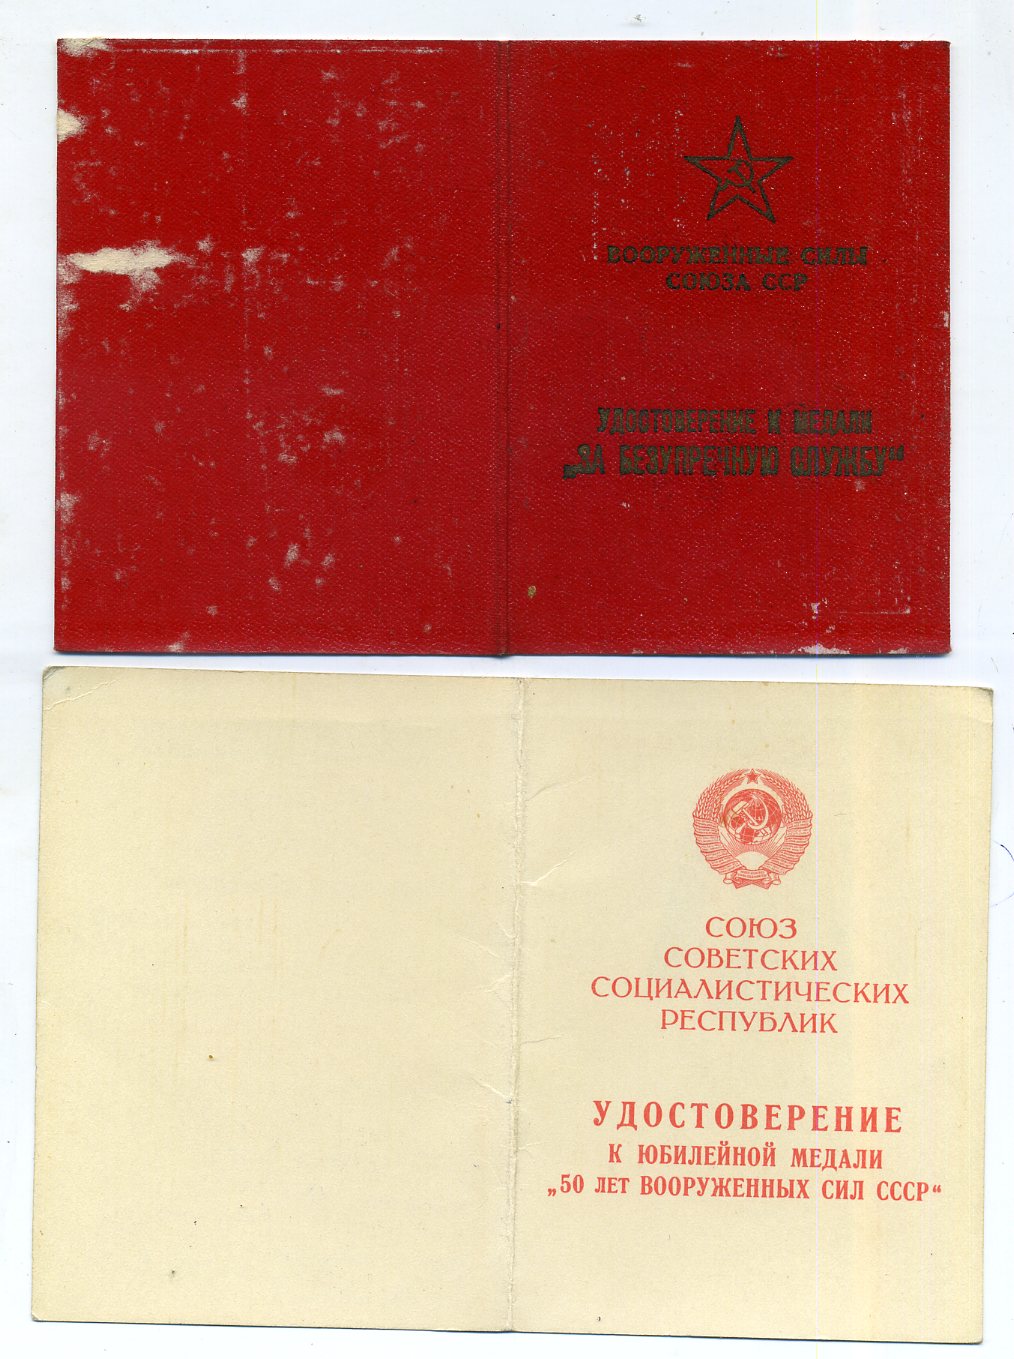 ВООРУЖЕННЫЕ СИЛЫ
СОЮЗА ССР
УДОСТОВЕРЕНИЕ К МЕДАЛИ
„ЗА БЕЗУПРЕЧНУЮ СЛУЖБУ“
СОЮЗ
СОВЕТСКИХ
СОЦИАЛИСТИЧЕСКИХ
РЕСПУБЛИК
УДОСТОВЕРЕНИЕ
К ЮБИЛЕЙНОЙ МЕДАЛИ
„50 ЛЕТ ВООРУЖЕННЫХ СИЛ СССР“